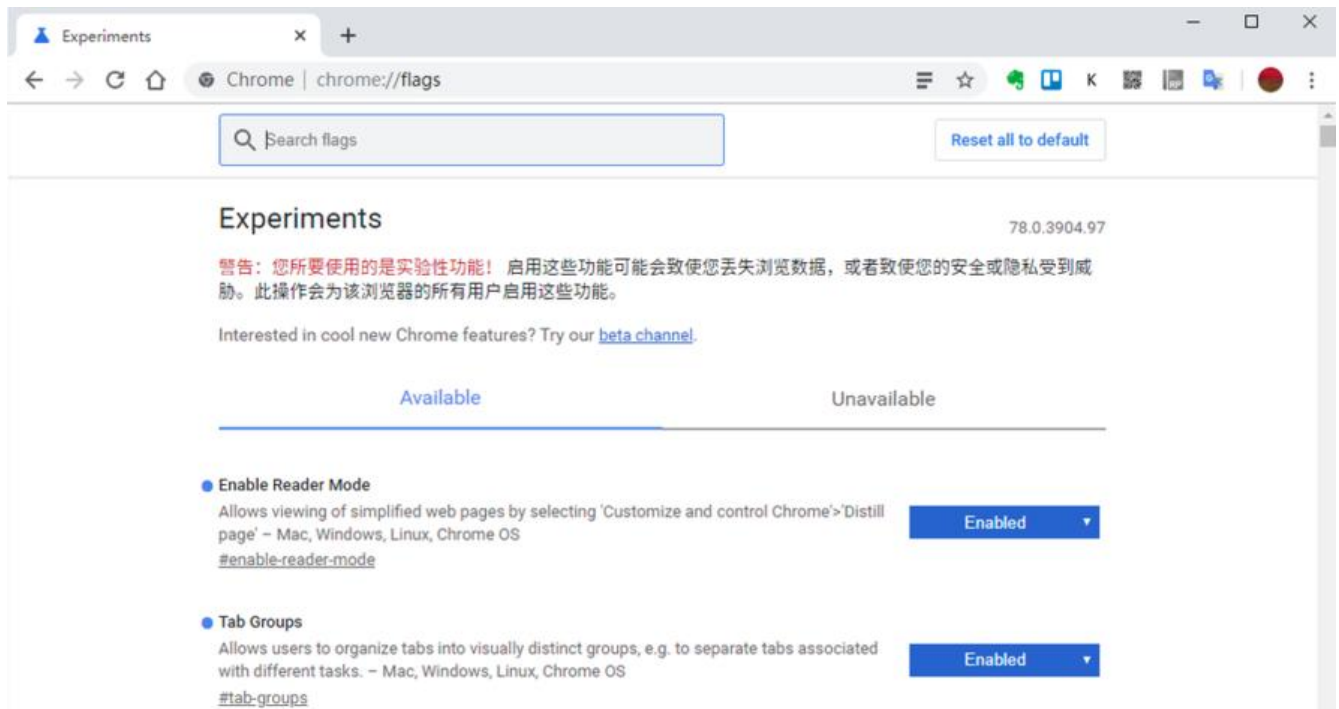 Experiments
Chrome | chrome://flags
K
Search flags
Reset all to default
Experiments
78.0.3904.97
警告：您所要使用的是实验性功能！ 启用这些功能可能会致使您丢失浏览数据，或者致使您的安全或隐私受到威
胁。此操作会为该浏览器的所有用户启用这些功能。
Interested in cool new Chrome features? Try our beta channel.
Available
Unavailable
Enable Reader Mode
Allows viewing of simplified web pages by selecting 'Customize and control Chrome'>'Distill
page' – Mac, Windows, Linux, Chrome OS
#enable-reader-mode
Enabled
Tab Groups
Allows users to organize tabs into visually distinct groups, e.g. to separate tabs associated
with different tasks. – Mac, Windows, Linux, Chrome OS
#tab-groups
Enabled